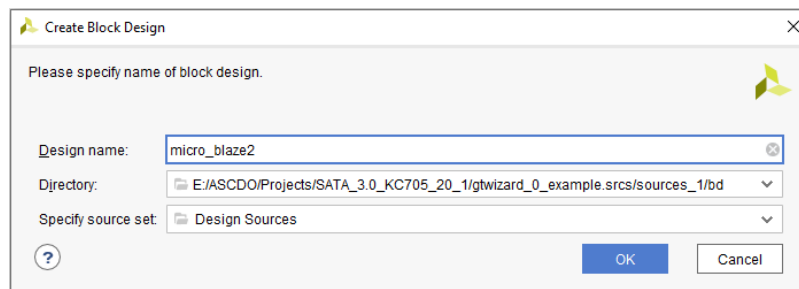 Create Block Design
Please specify name of block design.
Design name: micro_blaze2
Directory: E:/ASCDO/Projects/SATA_3.0_KC705_20_1/gtwizard_0_example.srcs/sources_1/bd
Specify source set: Design Sources
? OK Cancel